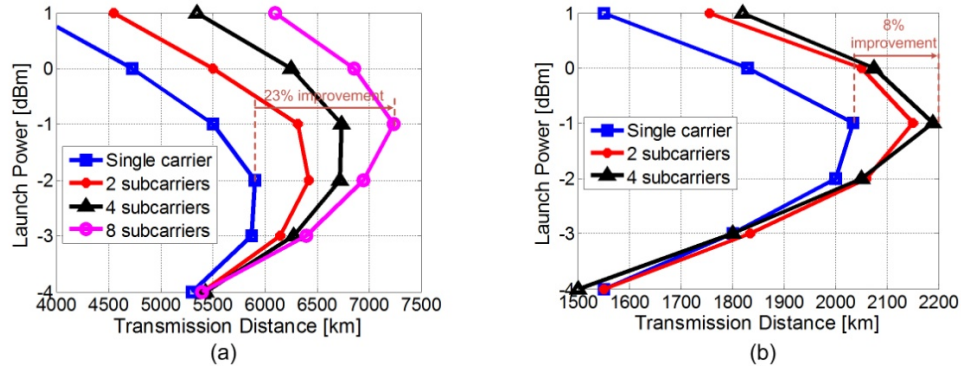 (a)
1
0
-1
-2
-3
-4
Launch Power [dBm]
23% improvement
Single carrier
2 subcarriers
4 subcarriers
8 subcarriers
4000 4500 5000 5500 6000 6500 7000 7500
Transmission Distance [km]
(a)
(b)
1
0
-1
-2
-3
-4
Launch Power [dBm]
8%
improvement
Single carrier
2 subcarriers
4 subcarriers
1500 1600 1700 1800 1900 2000 2100 2200
Transmission Distance [km]
(b)